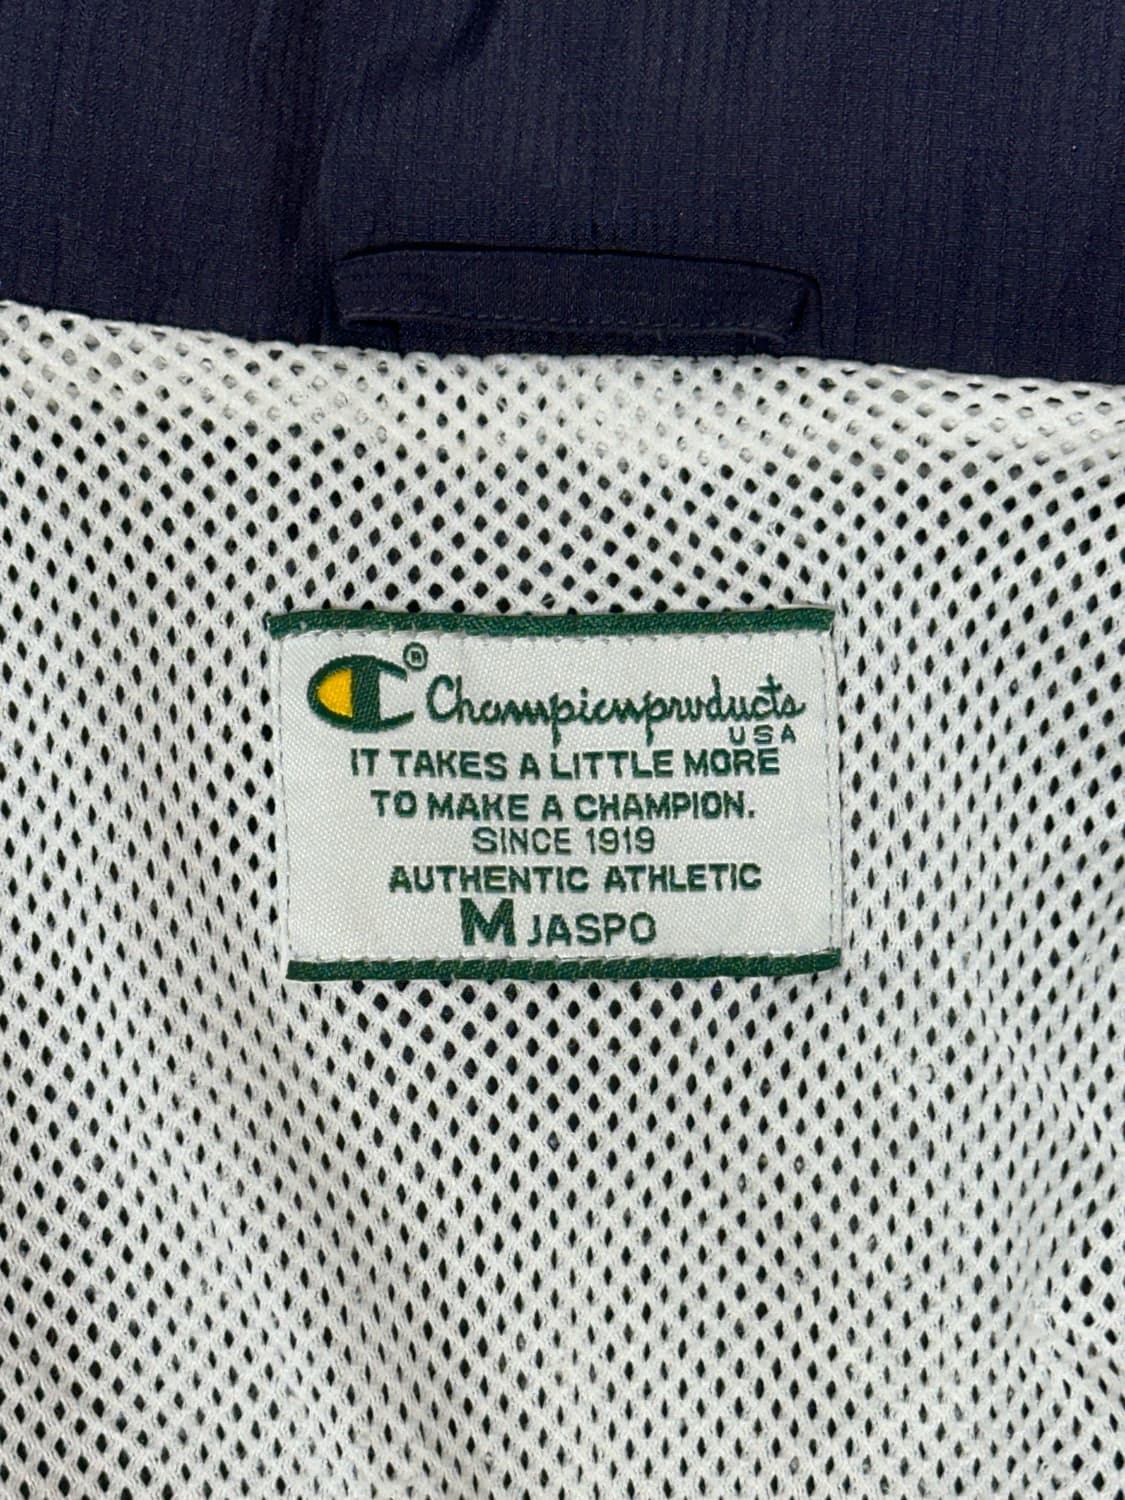 C®
Championproducts
USA
IT TAKES A LITTLE MORE
TO MAKE A CHAMPION.
SINCE 1919
AUTHENTIC ATHLETIC
M JASPO